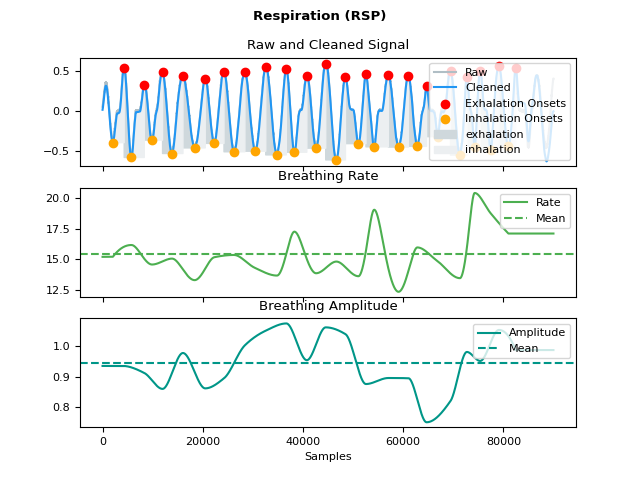 Respiration (RSP)
Raw and Cleaned Signal
0.5
0.0
−0.5
Raw
Cleaned
Exhalation Onsets
Inhalation Onsets
exhalation
inhalation
Breathing Rate
20.0
17.5
15.0
12.5
Rate
Mean
Breathing Amplitude
1.0
0.9
0.8
Amplitude
Mean
0 20000 40000 60000 80000
Samples